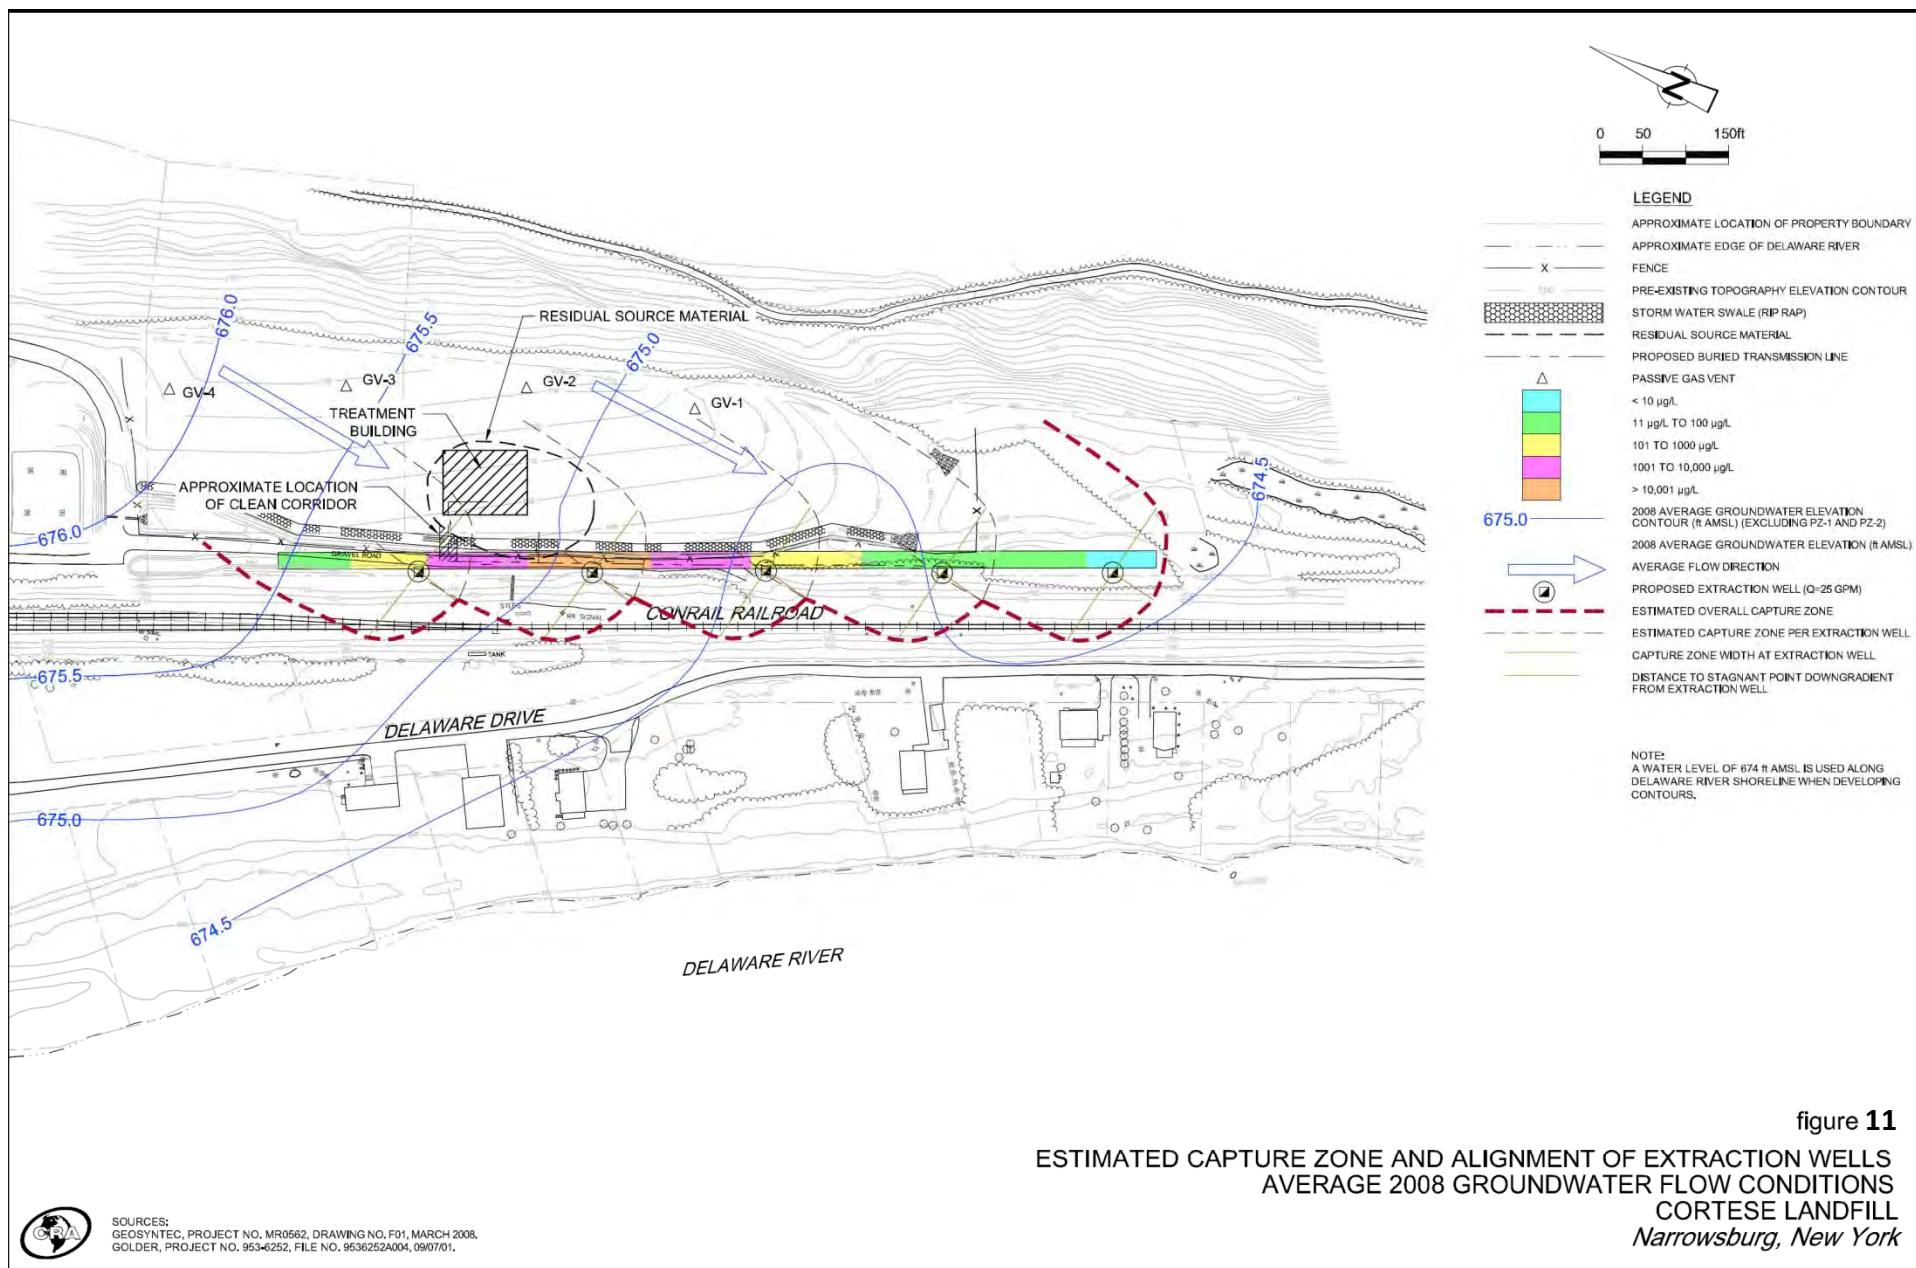 N
0 50 150ft
LEGEND
APPROXIMATE LOCATION OF PROPERTY BOUNDARY
APPROXIMATE EDGE OF DELAWARE RIVER
X FENCE
PRE-EXISTING TOPOGRAPHY ELEVATION CONTOUR
STORM WATER SWALE (RIP RAP)
RESIDUAL SOURCE MATERIAL
PROPOSED BURIED TRANSMISSION LINE
PASSIVE GAS VENT
< 10 µg/L
11 µg/L TO 100 µg/L
101 TO 1000 µg/L
1001 TO 10,000 µg/L
> 10,001 µg/L
675.0
2008 AVERAGE GROUNDWATER ELEVATION
CONTOUR (ft AMSL) (EXCLUDING PZ-1 AND PZ-2)
2008 AVERAGE GROUNDWATER ELEVATION (ft AMSL)
AVERAGE FLOW DIRECTION
PROPOSED EXTRACTION WELL (Q=25 GPM)
ESTIMATED OVERALL CAPTURE ZONE
ESTIMATED CAPTURE ZONE PER EXTRACTION WELL
CAPTURE ZONE WIDTH AT EXTRACTION WELL
DISTANCE TO STAGNANT POINT DOWNGRADIENT
FROM EXTRACTION WELL
NOTE:
A WATER LEVEL OF 674 ft AMSL IS USED ALONG
DELAWARE RIVER SHORELINE WHEN DEVELOPING
CONTOURS.
676.0
675.5
675.0
RESIDUAL SOURCE MATERIAL
GV-4
GV-3
GV-2
GV-1
TREATMENT
BUILDING
APPROXIMATE LOCATION
OF CLEAN CORRIDOR
674.5
676.0
GRAVEL ROAD
STEPS
RR SIGNAL
CONRAIL RAILROAD
TANK
675.5
DELAWARE DRIVE
675.0
674.5
DELAWARE RIVER
figure 11
ESTIMATED CAPTURE ZONE AND ALIGNMENT OF EXTRACTION WELLS
AVERAGE 2008 GROUNDWATER FLOW CONDITIONS
CORTESE LANDFILL
Narrowsburg, New York
CRA
SOURCES:
GEOSYNTEC, PROJECT NO. MR0562, DRAWING NO. F01, MARCH 2008.
GOLDER, PROJECT NO. 953-6252, FILE NO. 9536252A004, 09/07/01.